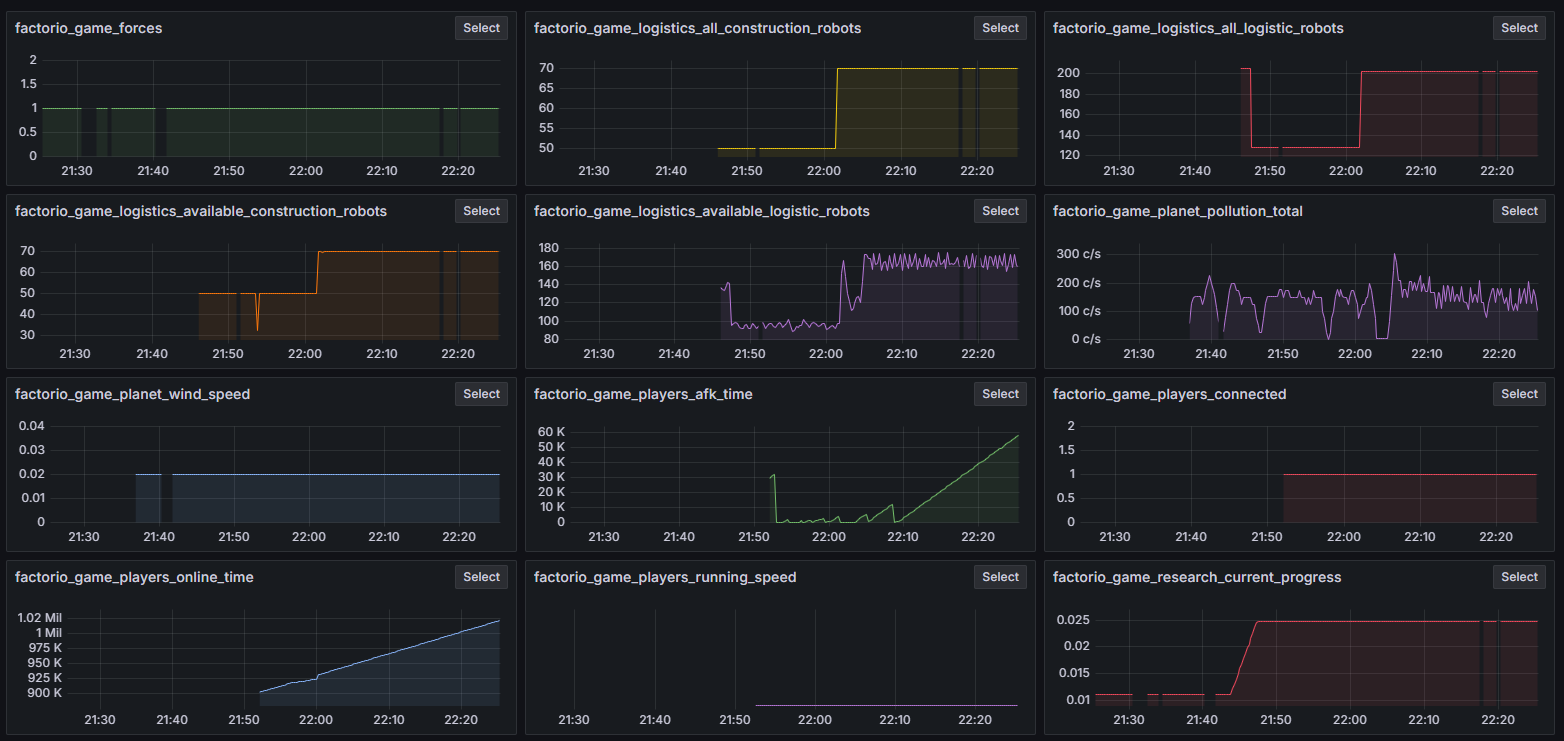 factorio_game_forces Select
2
1.5
1
0.5
0
21:30 21:40 21:50 22:00 22:10 22:20
factorio_game_logistics_all_construction_robots Select
70
65
60
55
50
21:30 21:40 21:50 22:00 22:10 22:20
factorio_game_logistics_all_logistic_robots Select
200
180
160
140
120
21:30 21:40 21:50 22:00 22:10 22:20
factorio_game_logistics_available_construction_robots Select
70
60
50
40
30
21:30 21:40 21:50 22:00 22:10 22:20
factorio_game_logistics_available_logistic_robots Select
180
160
140
120
100
80
21:30 21:40 21:50 22:00 22:10 22:20
factorio_game_planet_pollution_total Select
300 c/s
200 c/s
100 c/s
0 c/s
21:30 21:40 21:50 22:00 22:10 22:20
factorio_game_planet_wind_speed Select
0.04
0.03
0.02
0.01
0
21:30 21:40 21:50 22:00 22:10 22:20
factorio_game_players_afk_time Select
60 K
50 K
40 K
30 K
20 K
10 K
0
21:30 21:40 21:50 22:00 22:10 22:20
factorio_game_players_connected Select
2
1.5
1
0.5
0
21:30 21:40 21:50 22:00 22:10 22:20
factorio_game_players_online_time Select
1.02 Mil
1 Mil
975 K
950 K
925 K
900 K
21:30 21:40 21:50 22:00 22:10 22:20
factorio_game_players_running_speed Select
21:30 21:40 21:50 22:00 22:10 22:20
factorio_game_research_current_progress Select
0.025
0.02
0.015
0.01
21:30 21:40 21:50 22:00 22:10 22:20